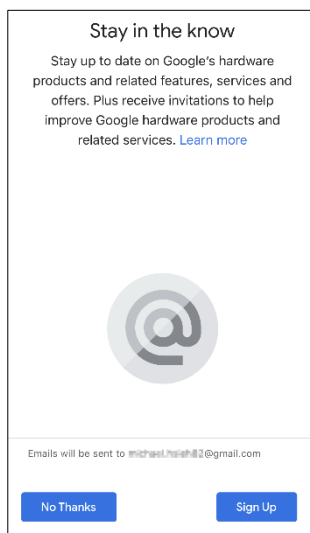 Stay in the know
Stay up to date on Google's hardware
products and related features, services and
offers. Plus receive invitations to help
improve Google hardware products and
related services. Learn more
@
Emails will be sent to @gmail.com
No Thanks
Sign Up